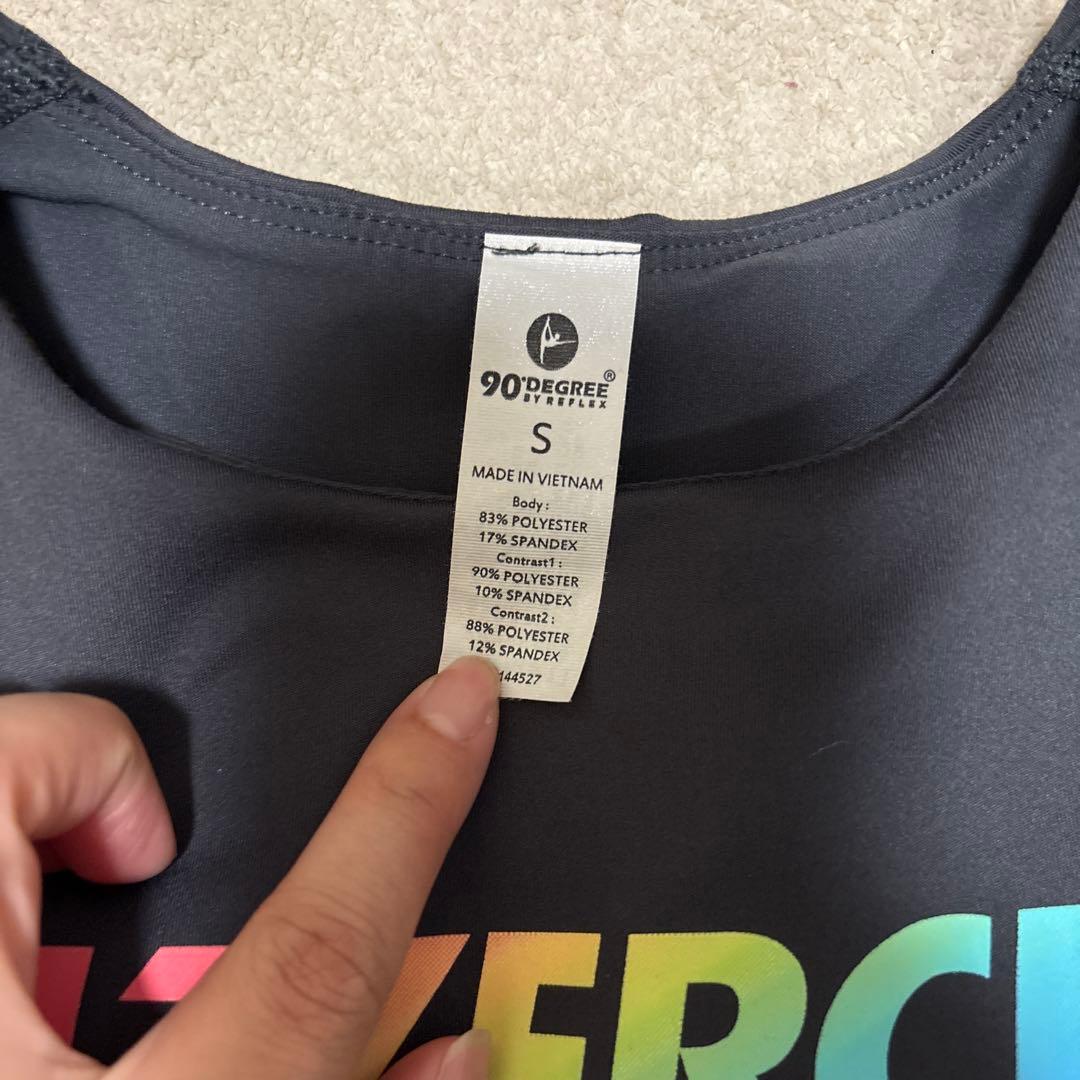 90°DEGREE®
BY REFLEX
S
MADE IN VIETNAM
Body :
83% POLYESTER
17% SPANDEX
Contrast1 :
90% POLYESTER
10% SPANDEX
Contrast2 :
88% POLYESTER
12% SPANDEX
144527